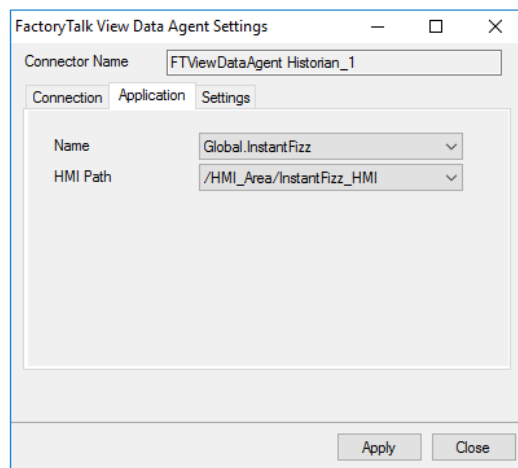 FactoryTalk View Data Agent Settings
Connector Name FTViewDataAgent Historian_1
Connection Application Settings
Name Global.InstantFizz
HMI Path /HMI_Area/InstantFizz_HMI
Apply Close